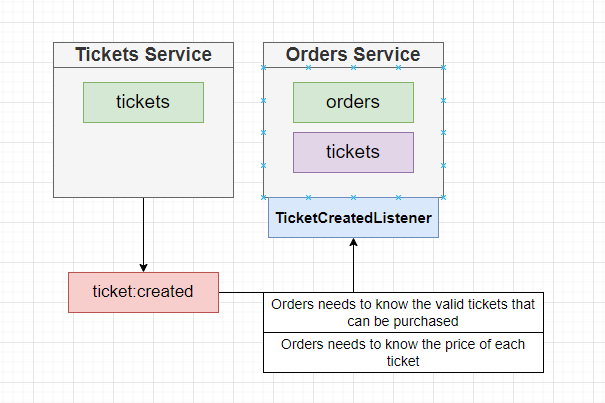 Tickets Service
Orders Service
tickets
orders
tickets
TicketCreatedListener
ticket:created
Orders needs to know the valid tickets that
can be purchased
Orders needs to know the price of each
ticket